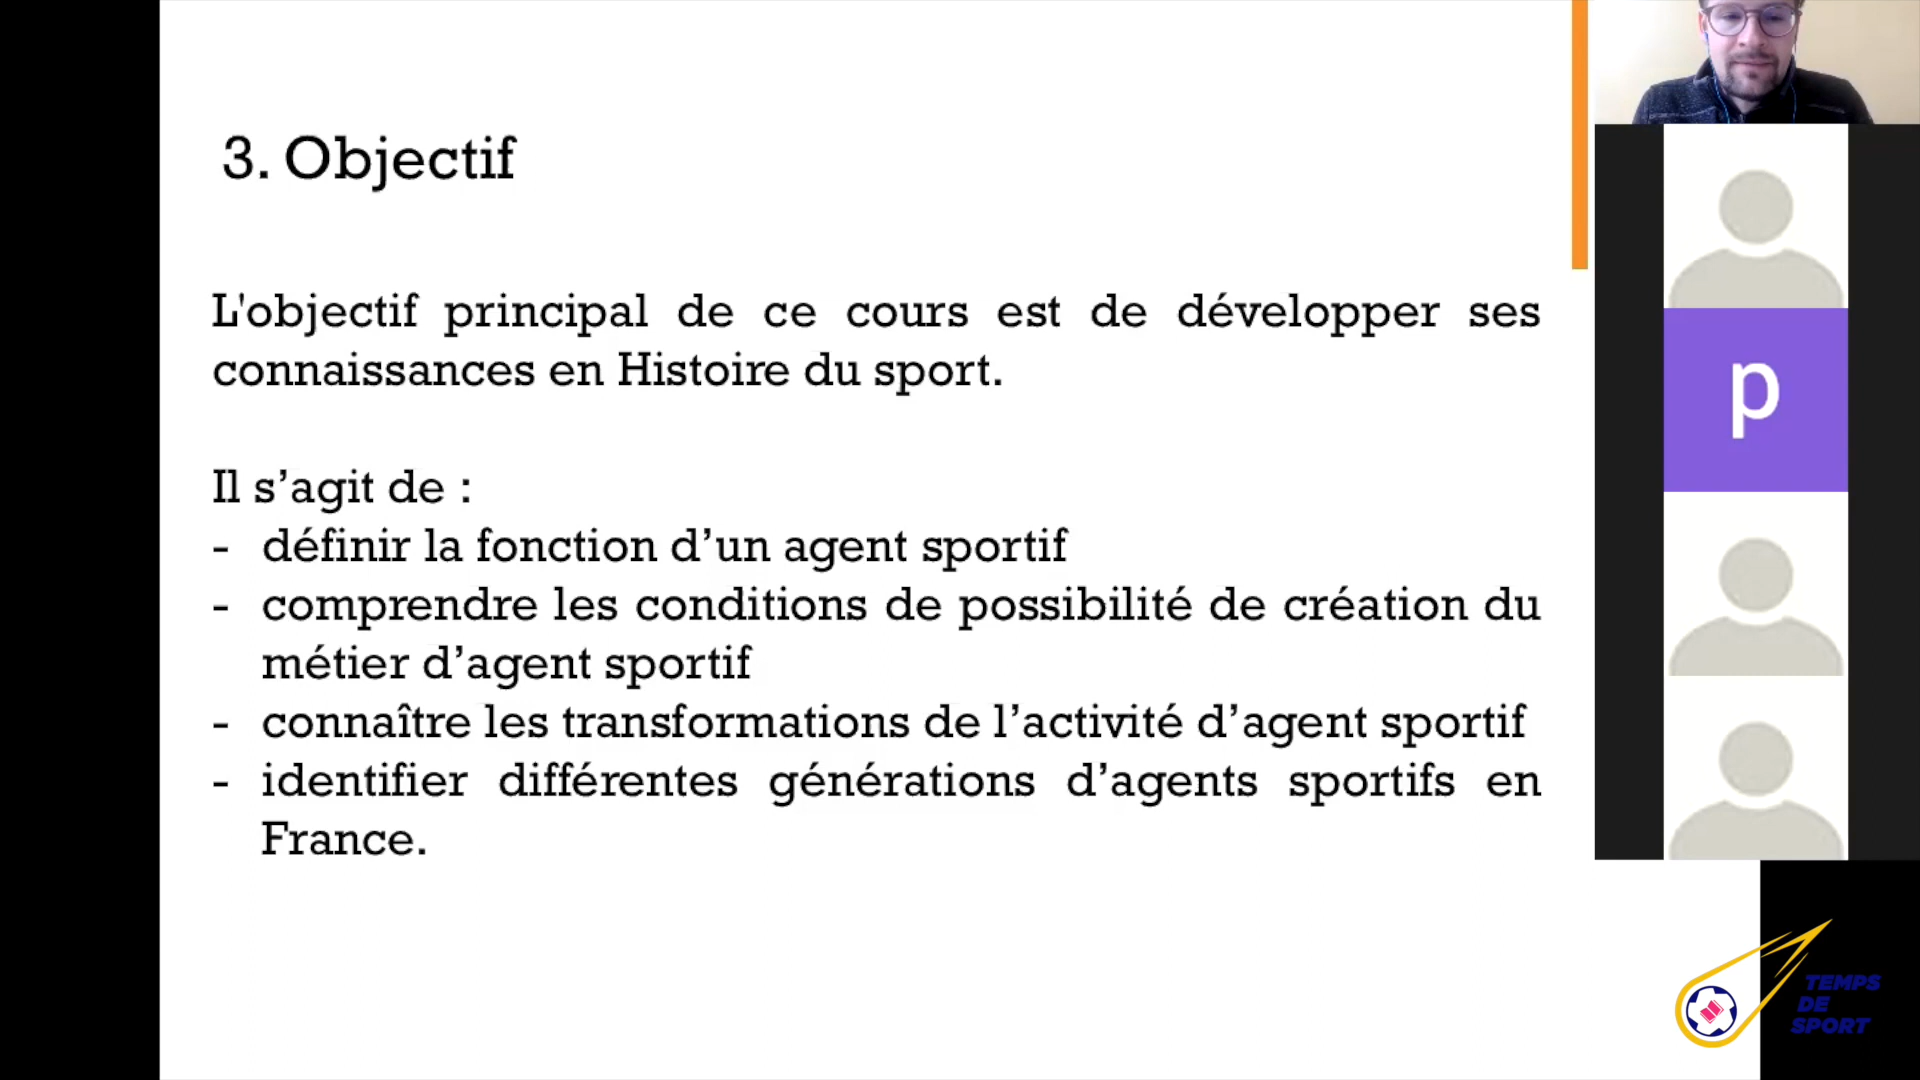 3. Objectif
L'objectif principal de ce cours est de développer ses
connaissances en Histoire du sport.
Il s’agit de :
- définir la fonction d’un agent sportif
- comprendre les conditions de possibilité de création du
métier d’agent sportif
- connaître les transformations de l’activité d’agent sportif
- identifier différentes générations d’agents sportifs en
France.
p
TEMPS
DE
SPORT